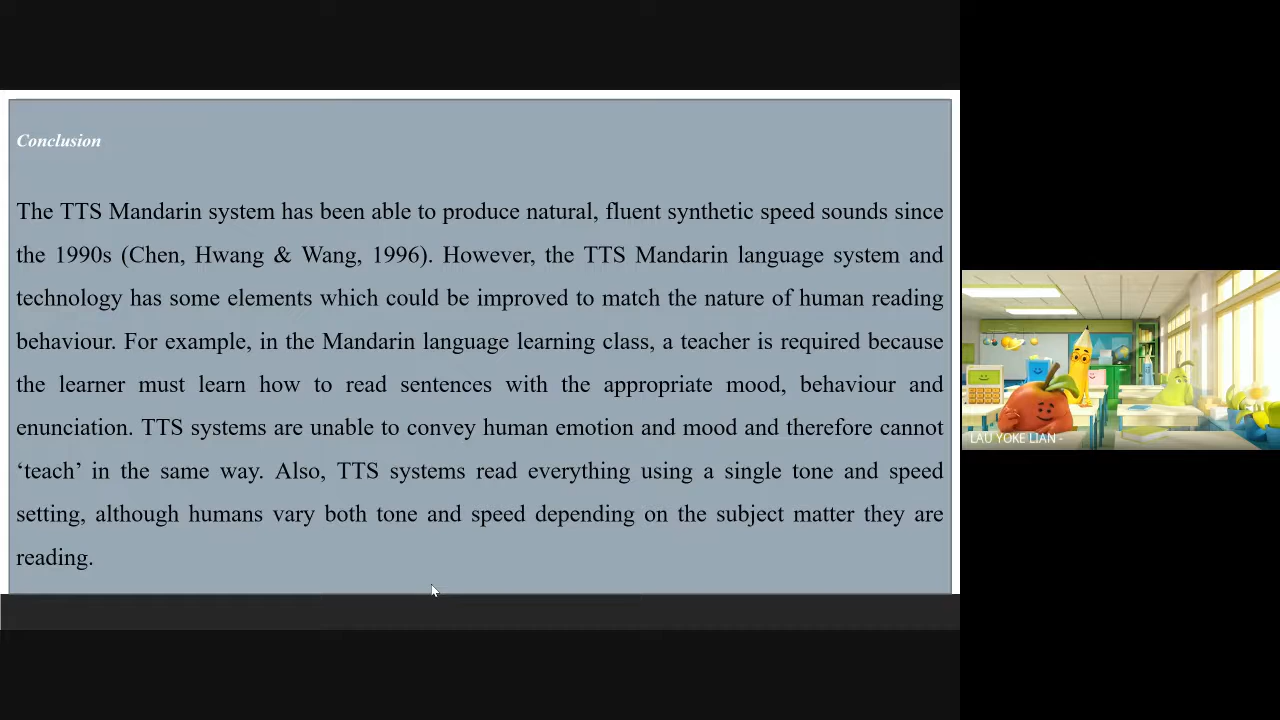 Conclusion
The TTS Mandarin system has been able to produce natural, fluent synthetic speed sounds since
the 1990s (Chen, Hwang & Wang, 1996). However, the TTS Mandarin language system and
technology has some elements which could be improved to match the nature of human reading
behaviour. For example, in the Mandarin language learning class, a teacher is required because
the learner must learn how to read sentences with the appropriate mood, behaviour and
enunciation. TTS systems are unable to convey human emotion and mood and therefore cannot
‘teach’ in the same way. Also, TTS systems read everything using a single tone and speed
setting, although humans vary both tone and speed depending on the subject matter they are
reading.
LAU YOKE LIAN -